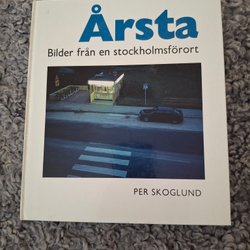 Årsta
Bilder från en stockholmsförort
PER SKOGLUND